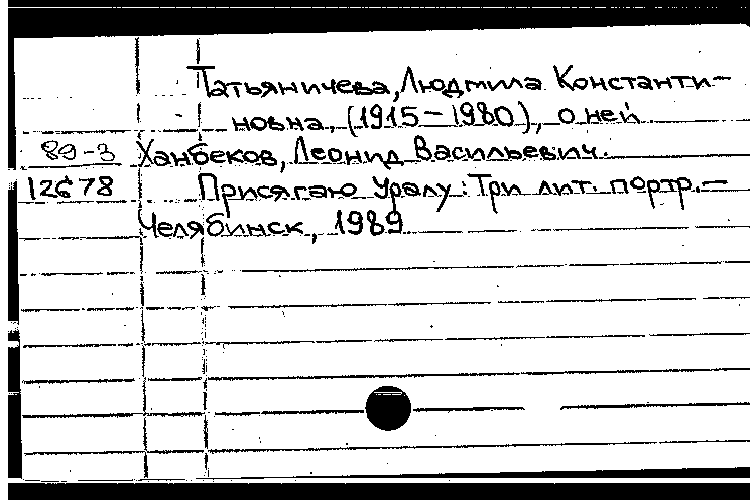 Татьяничева, Людмила Константи-
новна, (1915-1980), о ней
89-3 Ханбеков, Леонид Васильевич.
12678 Присягаю Уралу: Три лит. портр.-
Челябинск, 1989